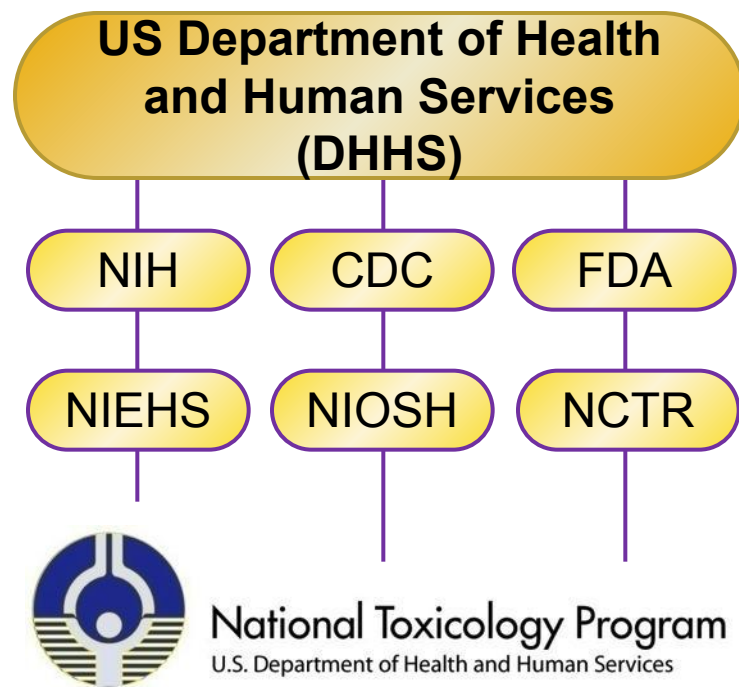 US Department of Health
and Human Services
(DHHS)
NIH
CDC
FDA
NIEHS
NIOSH
NCTR
National Toxicology Program
U.S. Department of Health and Human Services